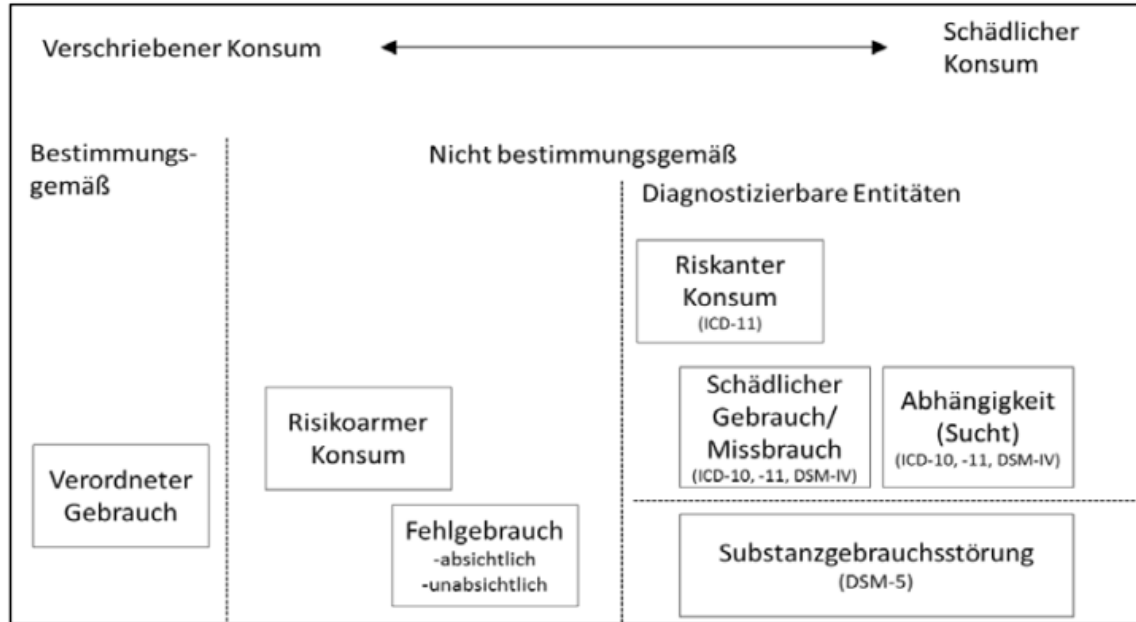 Verschriebener Konsum
Schädlicher
Konsum
Bestimmungs-
gemäß
Nicht bestimmungsgemäß
Diagnostizierbare Entitäten
Riskanter
Konsum
(ICD-11)
Schädlicher
Gebrauch/
Missbrauch
(ICD-10, -11, DSM-IV)
Abhängigkeit
(Sucht)
(ICD-10, -11, DSM-IV)
Risikoarmer
Konsum
Verordneter
Gebrauch
Fehlgebrauch
-absichtlich
-unabsichtlich
Substanzgebrauchsstörung
(DSM-5)